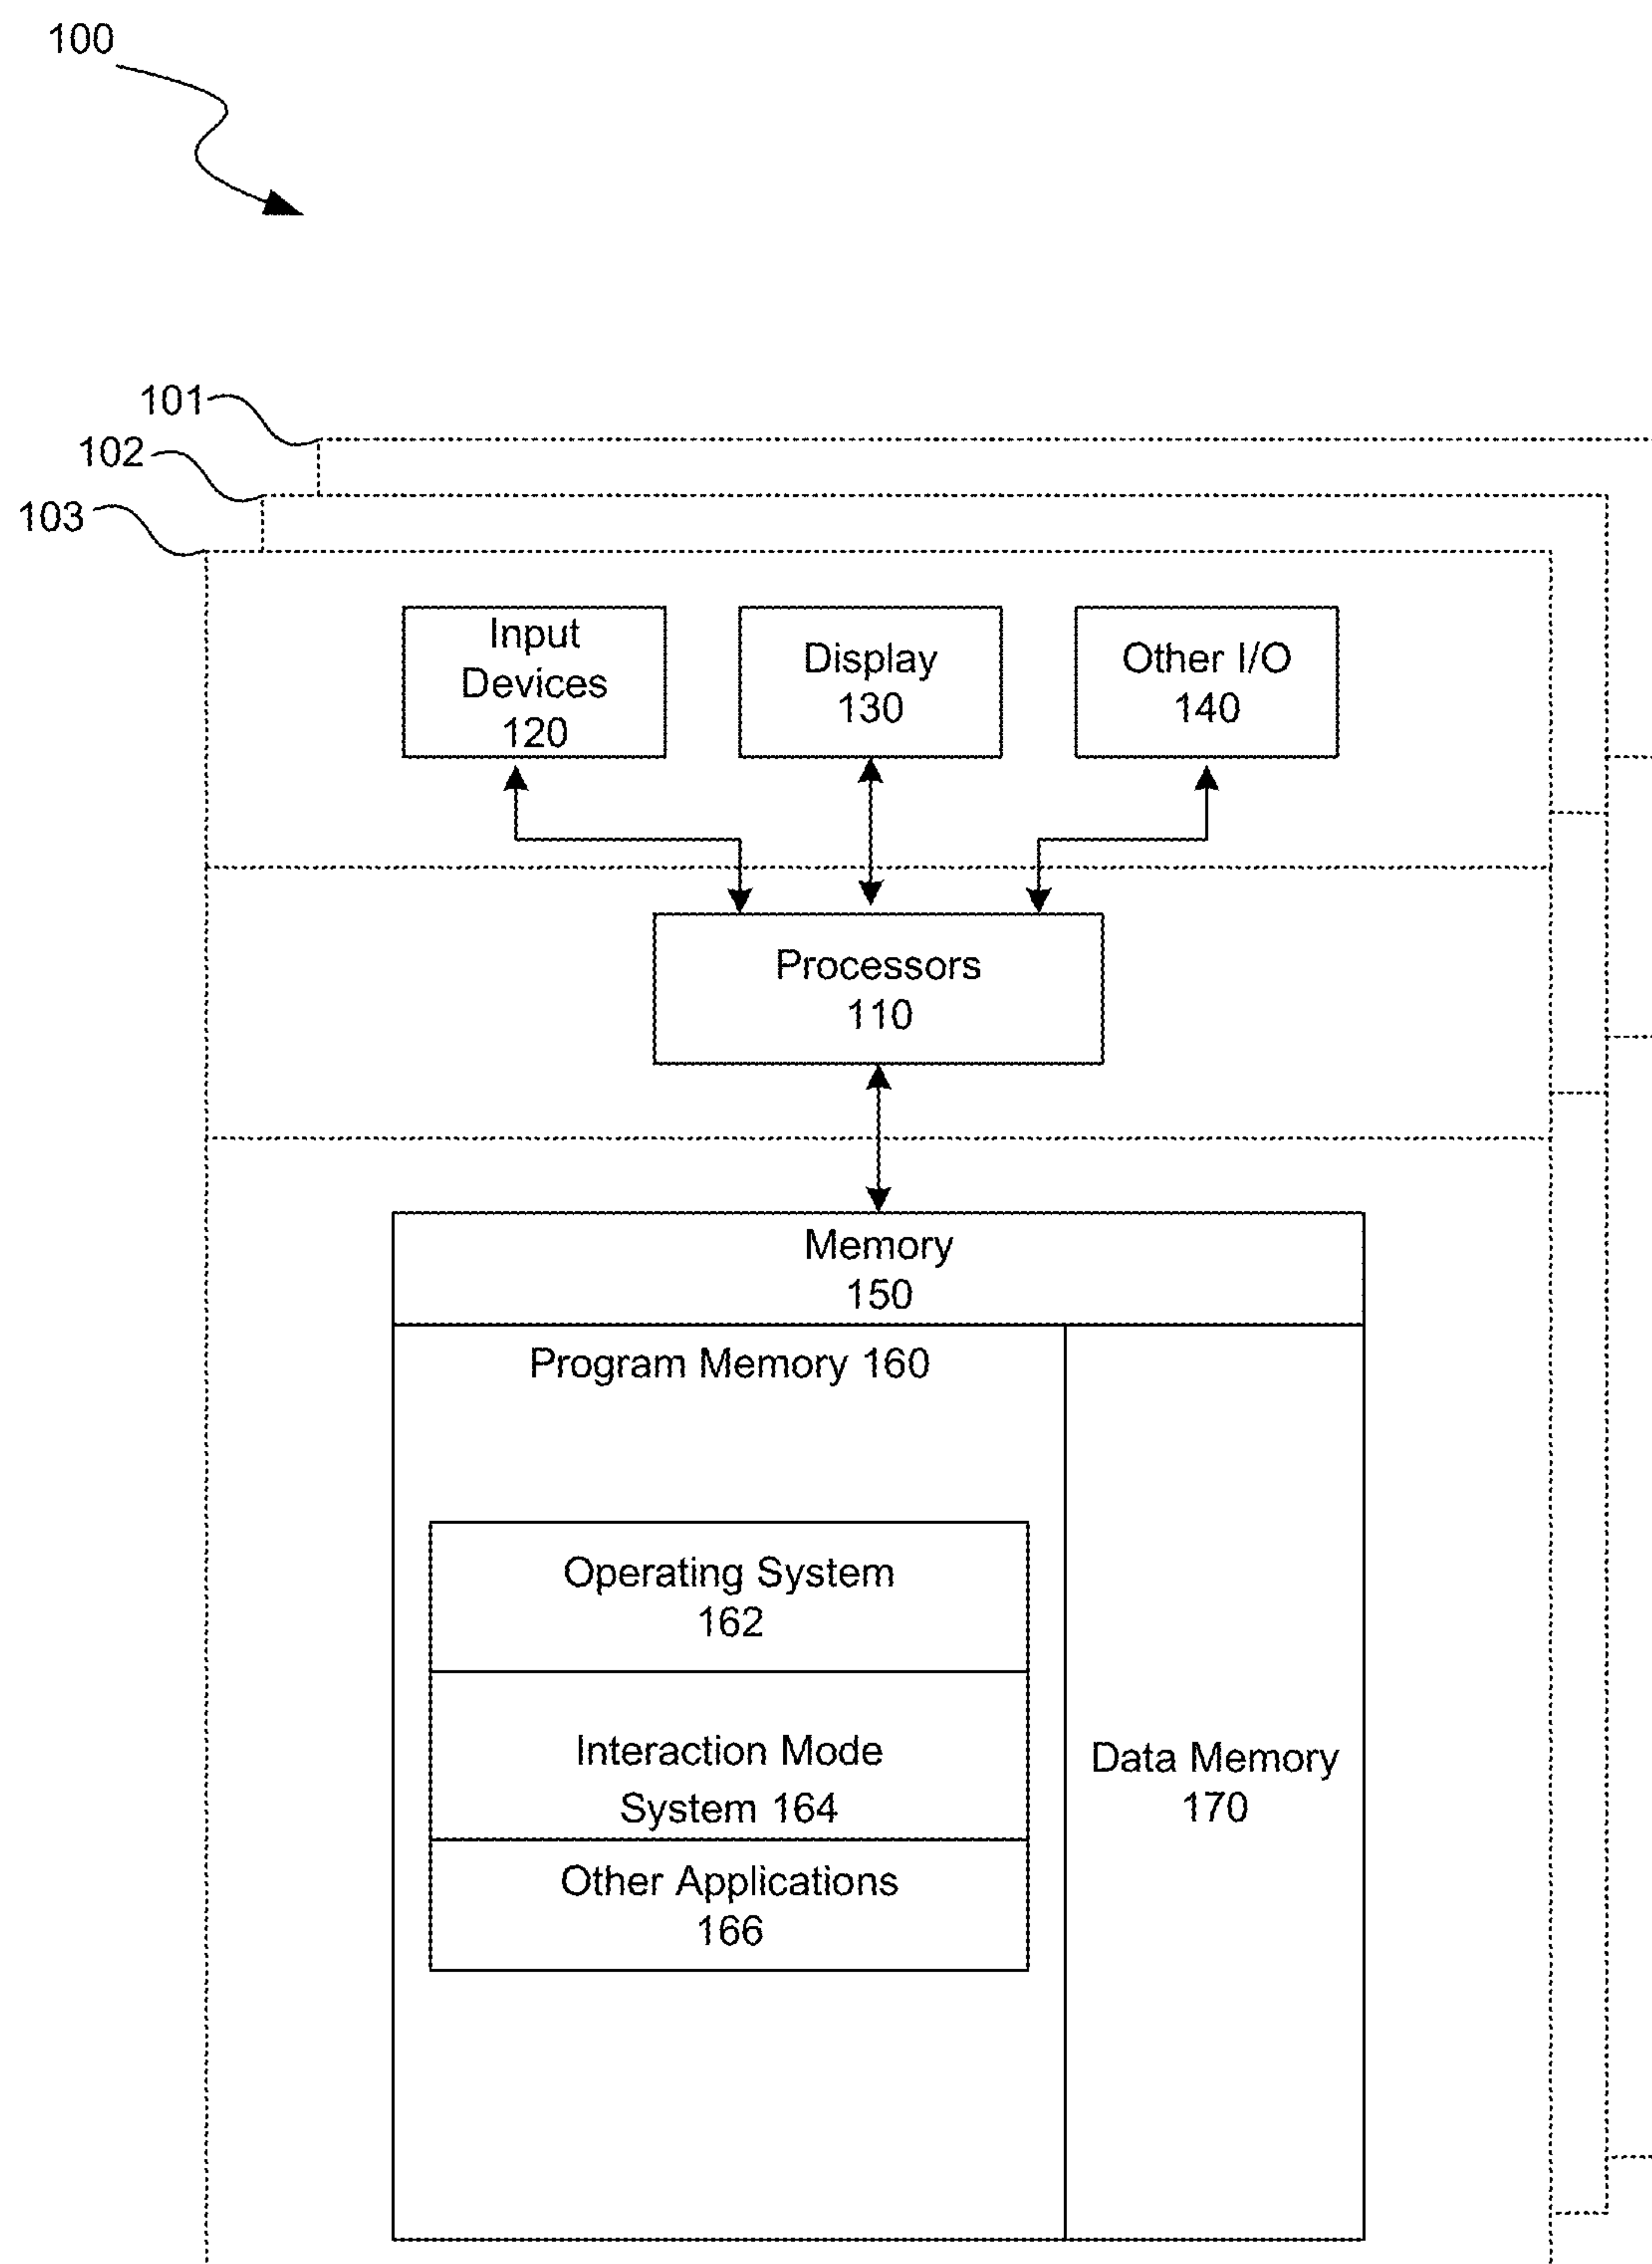 100
101
102
103
Input
Devices
120
Display
130
Other I/O
140
Processors
110
Memory
150
Program Memory 160
Operating System
162
Interaction Mode
System 164
Other Applications
166
Data Memory
170